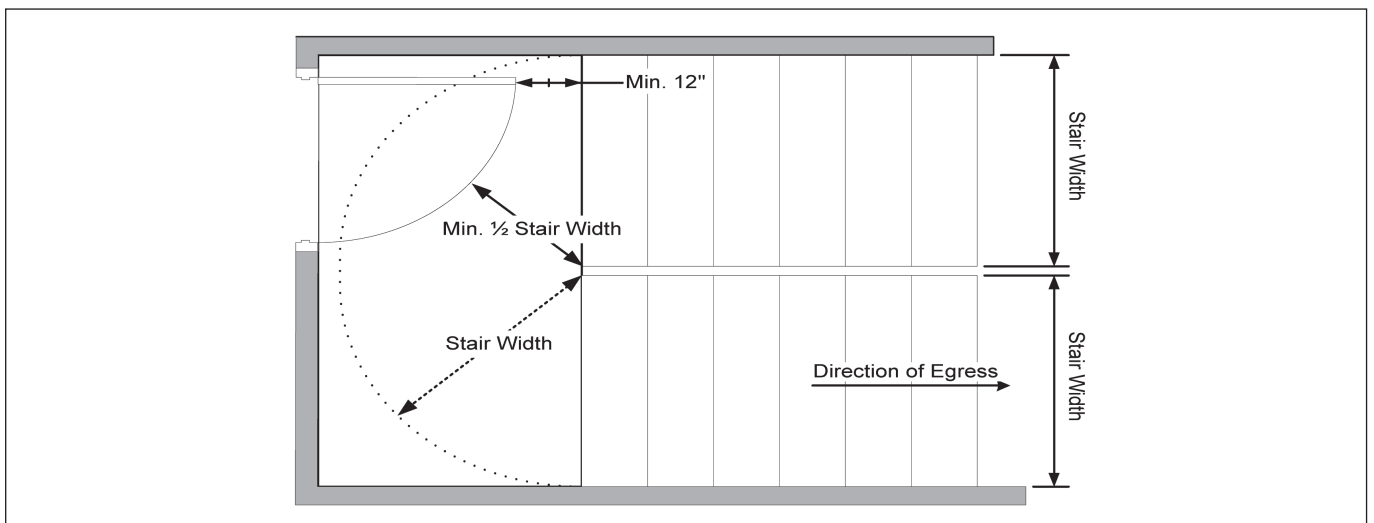 Min. 12"
Stair Width
Min. ½ Stair Width
Stair Width
Stair Width
Direction of Egress